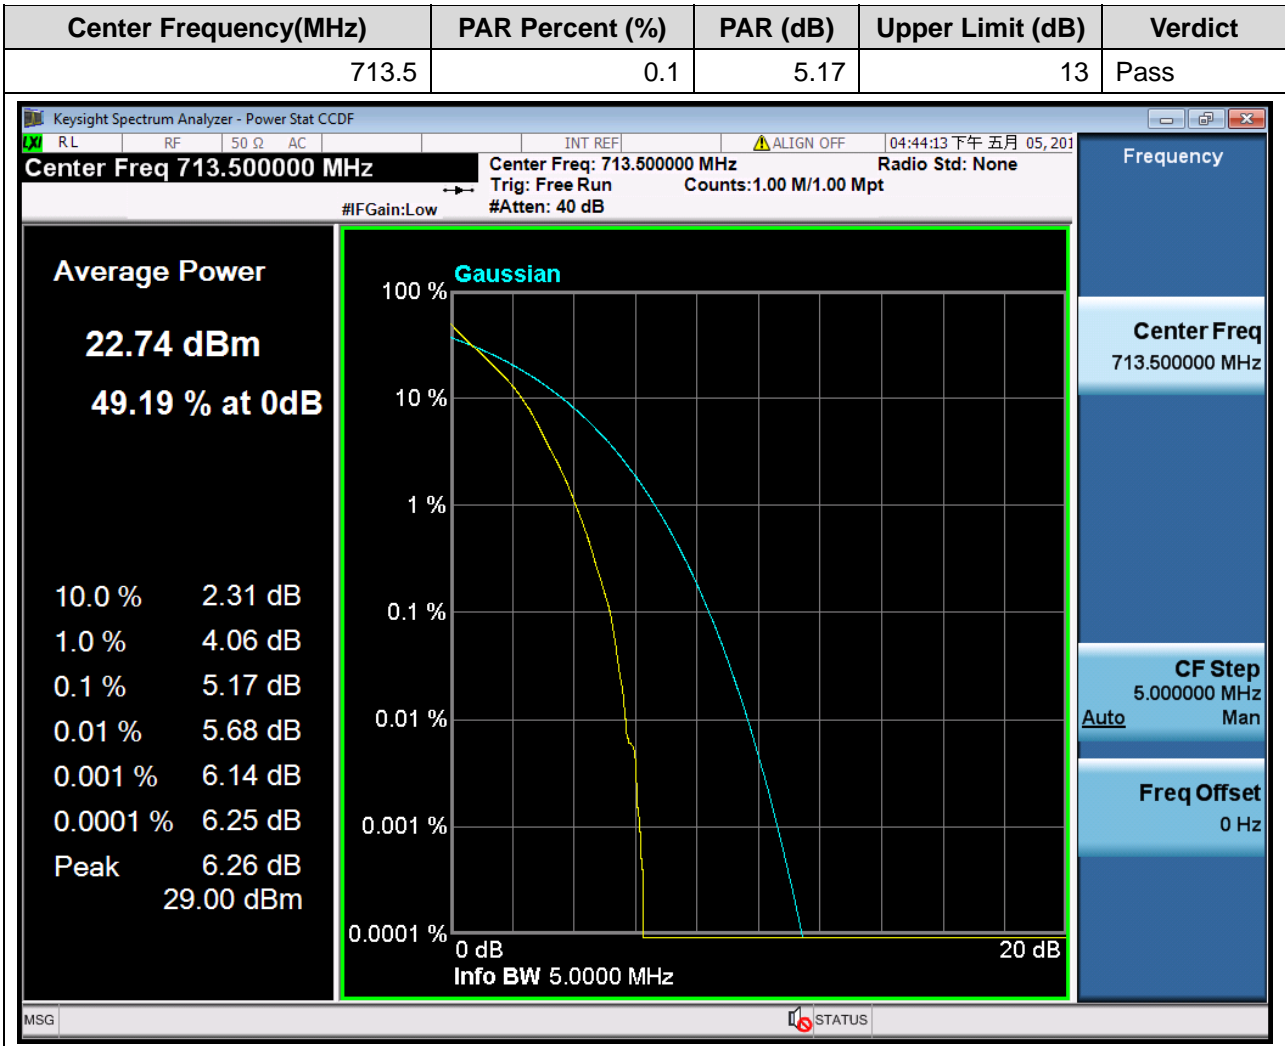 Center Frequency(MHz) PAR Percent (%) PAR (dB) Upper Limit (dB) Verdict
713.5 0.1 5.17 13 Pass
Keysight Spectrum Analyzer - Power Stat CCDF
LXI RL RF 50 Ω AC INT REF ALIGN OFF 04:44:13 下午 五月 05, 201
Center Freq 713.500000 MHz
Center Freq: 713.500000 MHz Radio Std: None
Trig: Free Run Counts:1.00 M/1.00 Mpt
#IFGain:Low #Atten: 40 dB
Average Power
22.74 dBm
49.19 % at 0dB
10.0 % 2.31 dB
1.0 % 4.06 dB
0.1 % 5.17 dB
0.01 % 5.68 dB
0.001 % 6.14 dB
0.0001 % 6.25 dB
Peak 6.26 dB
29.00 dBm
Gaussian
100 %
10 %
1 %
0.1 %
0.01 %
0.001 %
0.0001 %
0 dB 20 dB
Info BW 5.0000 MHz
Frequency
Center Freq
713.500000 MHz
CF Step
5.000000 MHz
Auto Man
Freq Offset
0 Hz
MSG STATUS